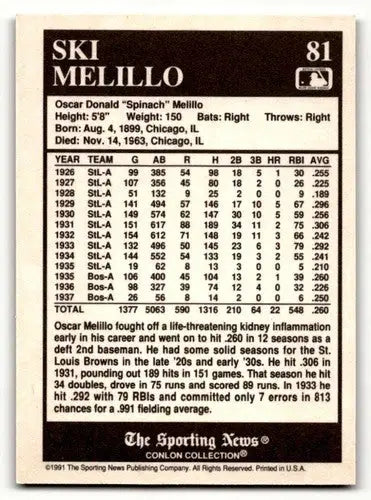 SKI 81
MELILLO
Oscar Donald "Spinach" Melillo
Height: 5'8" Weight: 150 Bats: Right Throws: Right
Born: Aug. 4, 1899, Chicago, IL
Died: Nov. 14, 1963, Chicago, IL
YEAR TEAM G AB R H 2B 3B HR RBI AVG
1926 StL-A 99 385 54 98 18 5 1 30 .255
1927 StL-A 107 356 45 80 18 2 0 26 .225
1928 StL-A 51 132 9 25 2 0 0 9 .189
1929 StL-A 141 494 57 146 17 10 5 67 .296
1930 StL-A 149 574 62 147 30 10 5 59 .256
1931 StL-A 151 617 88 189 34 11 2 75 .306
1932 StL-A 154 612 71 148 19 11 3 66 .242
1933 StL-A 132 496 50 145 23 6 3 79 .292
1934 StL-A 144 552 54 133 19 3 2 55 .241
1935 StL-A 19 62 8 13 3 0 0 5 .210
1935 Bos-A 106 400 45 104 13 2 1 39 .260
1936 Bos-A 98 327 39 74 12 4 0 32 .226
1937 Bos-A 26 56 8 14 2 0 0 6 .250
TOTAL 1377 5063 590 1316 210 64 22 548 .260
Oscar Melillo fought off a life-threatening kidney inflammation
early in his career and went on to hit .260 in 12 seasons as a
deft 2nd baseman. He had some solid seasons for the St.
Louis Browns in the late '20s and early '30s. He hit .306 in
1931, pounding out 189 hits in 151 games. That season he hit
34 doubles, drove in 75 runs and scored 89 runs. In 1933 he
hit .292 with 79 RBIs and committed only 7 errors in 813
chances for a .991 fielding average.
The Sporting News®
CONLON COLLECTION®
©1991 The Sporting News Publishing Company. All Rights Reserved. Printed in U.S.A.